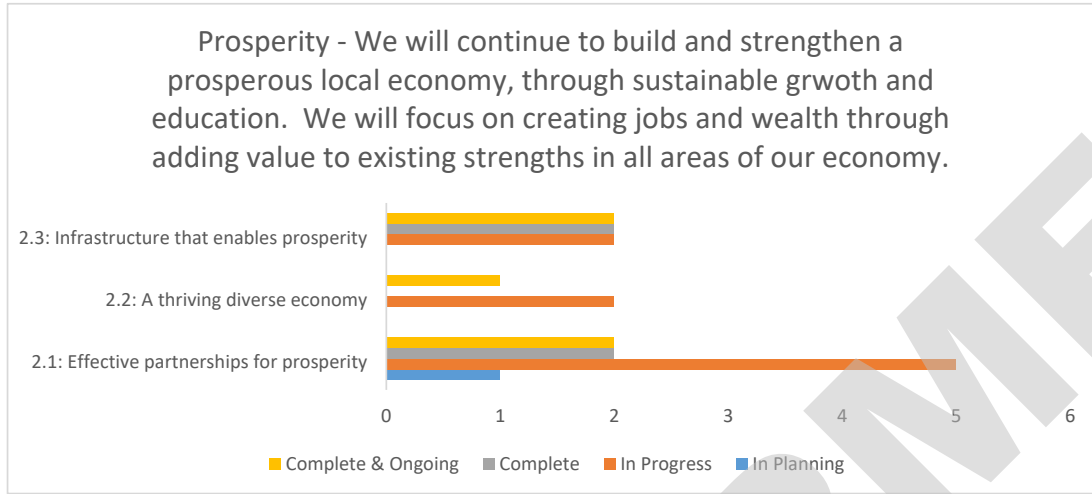 Prosperity - We will continue to build and strengthen a
prosperous local economy, through sustainable grwoth and
education. We will focus on creating jobs and wealth through
adding value to existing strengths in all areas of our economy.
2.3: Infrastructure that enables prosperity
2.2: A thriving diverse economy
2.1: Effective partnerships for prosperity
0 1 2 3 4 5 6
Complete & Ongoing Complete In Progress In Planning